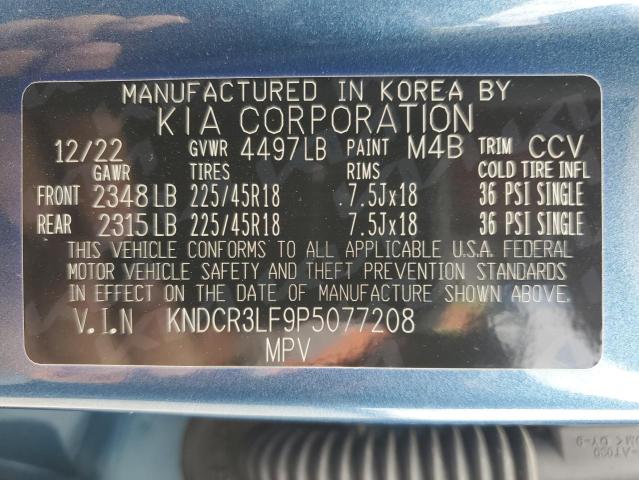 MANUFACTURED IN KOREA BY
KIA CORPORATION
12/22 GVWR 4497LB PAINT M4B TRIM CCV
GAWR TIRES RIMS COLD TIRE INFL
FRONT 2348LB 225/45R18 7.5Jx18 36 PSI SINGLE
REAR 2315LB 225/45R18 7.5Jx18 36 PSI SINGLE
THIS VEHICLE CONFORMS TO ALL APPLICABLE U.S.A. FEDERAL
MOTOR VEHICLE SAFETY AND THEFT PREVENTION STANDARDS
IN EFFECT ON THE DATE OF MANUFACTURE SHOWN ABOVE.
V.I.N KNDCR3LF9P5077208
MPV